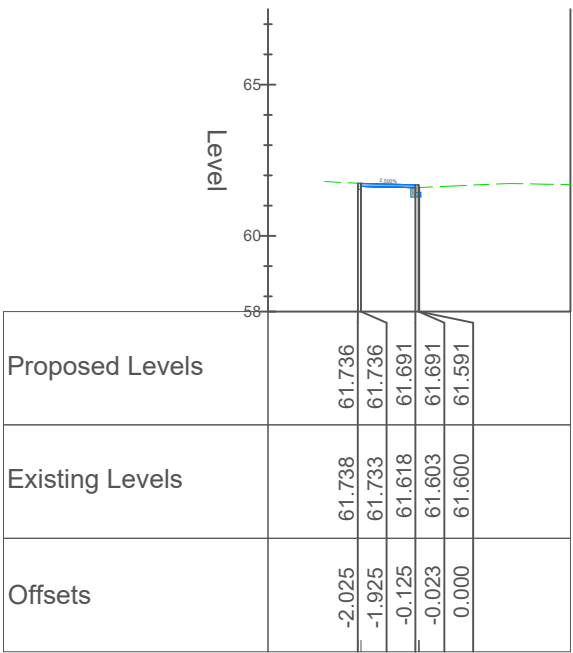 65
Level
2.500%
60
58
Proposed Levels 61.736 61.736 61.691 61.691 61.591
Existing Levels 61.738 61.733 61.618 61.603 61.600
Offsets -2.025 -1.925 -0.125 -0.023 0.000